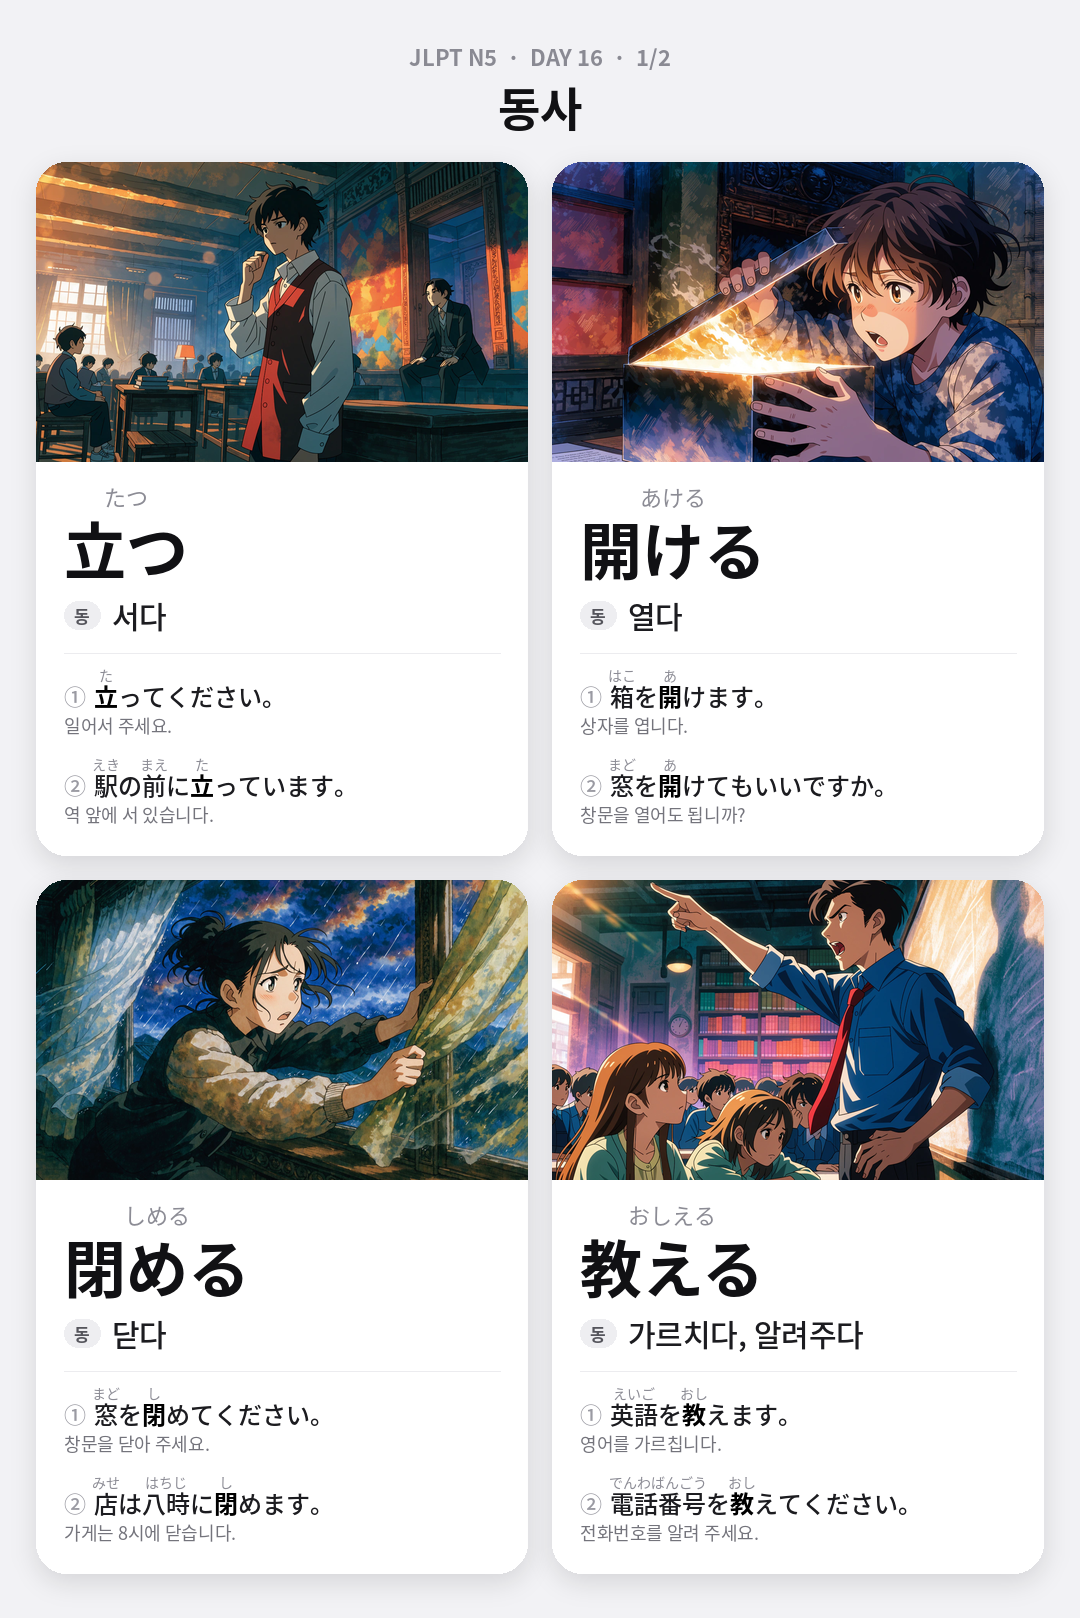 JLPT N5 · DAY 16 · 1/2
동사
たつ
立つ
동 서다
た
① 立ってください。
일어서 주세요.
えき まえ た
② 駅の前に立っています。
역 앞에 서 있습니다.
あける
開ける
동 열다
はこ あ
① 箱を開けます。
상자를 엽니다.
まど あ
② 窓を開けてもいいですか。
창문을 열어도 됩니까?
しめる
閉める
동 닫다
まど し
① 窓を閉めてください。
창문을 닫아 주세요.
みせ はちじ し
② 店は八時に閉めます。
가게는 8시에 닫습니다.
おしえる
教える
동 가르치다, 알려주다
えいご おし
① 英語を教えます。
영어를 가르칩니다.
でんわばんごう おし
② 電話番号を教えてください。
전화번호를 알려 주세요.